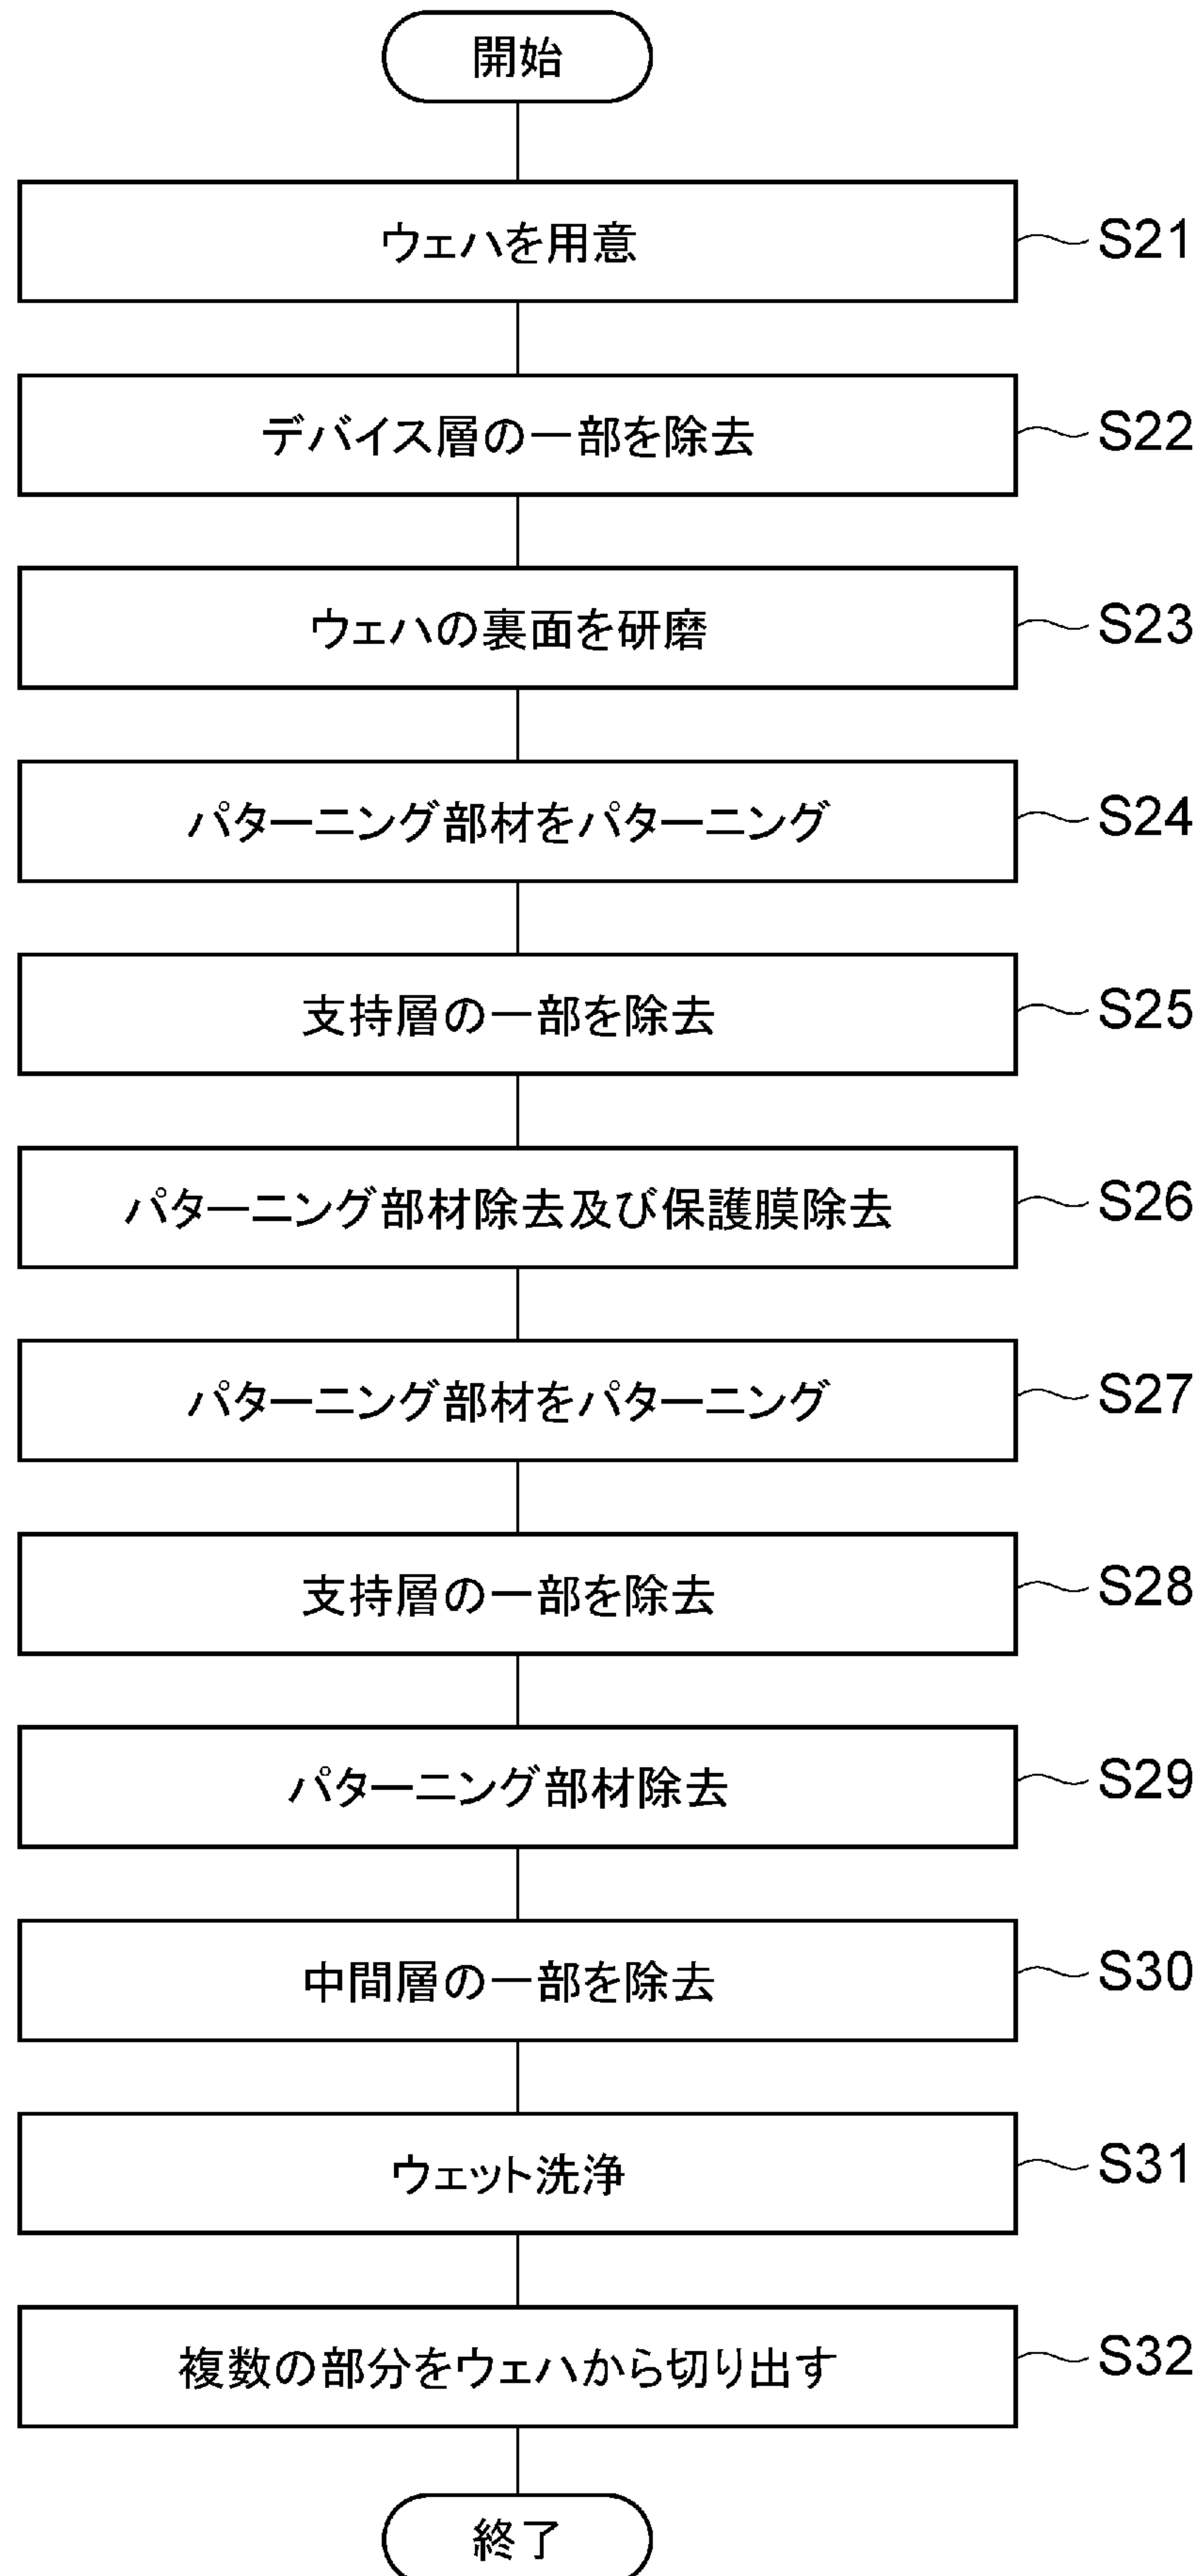 開始
ウェハを用意
S21
デバイス層の一部を除去
S22
ウェハの裏面を研磨
S23
パターニング部材をパターニング
S24
支持層の一部を除去
S25
パターニング部材除去及び保護膜除去
S26
パターニング部材をパターニング
S27
支持層の一部を除去
S28
パターニング部材除去
S29
中間層の一部を除去
S30
ウェット洗浄
S31
複数の部分をウェハから切り出す
S32
終了